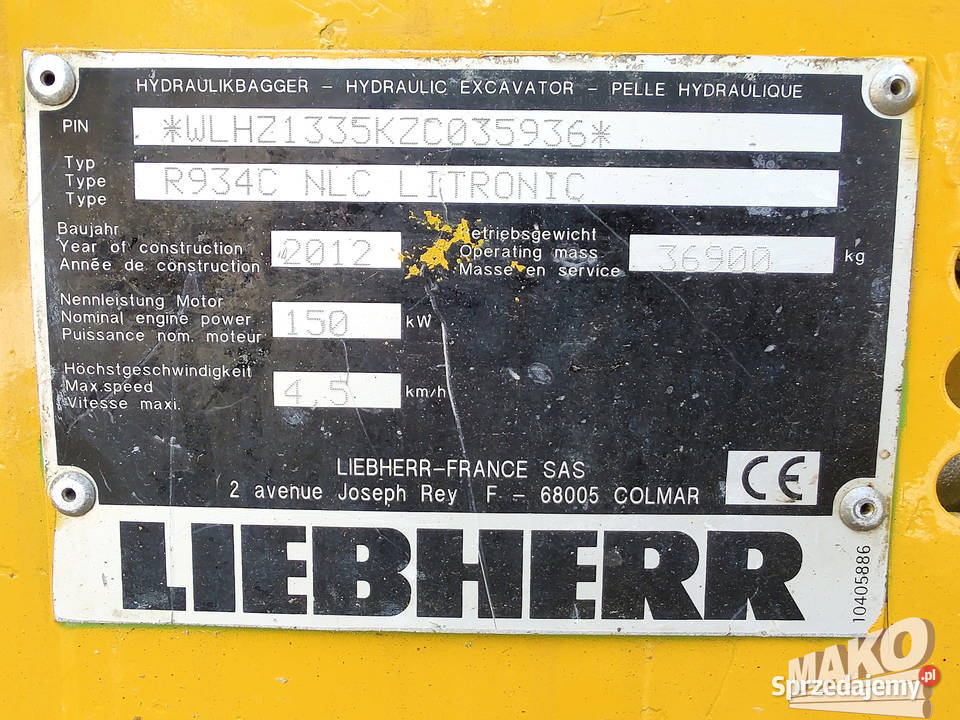 HYDRAULIKBAGGER – HYDRAULIC EXCAVATOR – PELLE HYDRAULIQUE
PIN *WLHZ1335KZC035936*
Typ
Type R934C NLC LITRONIC
Type
Baujahr
Year of construction 2012
Année de construction
Betriebsgewicht
Operating mass 36900 kg
Masse en service
Nennleistung Motor
Nominal engine power 150 kW
Puissance nom. moteur
Höchstgeschwindigkeit
Max.speed 4,5 km/h
Vitesse maxi.
LIEBHERR-FRANCE SAS
2 avenue Joseph Rey F – 68005 COLMAR
CE
LIEBHERR
10405886
MAKO
Sprzedajemy.pl